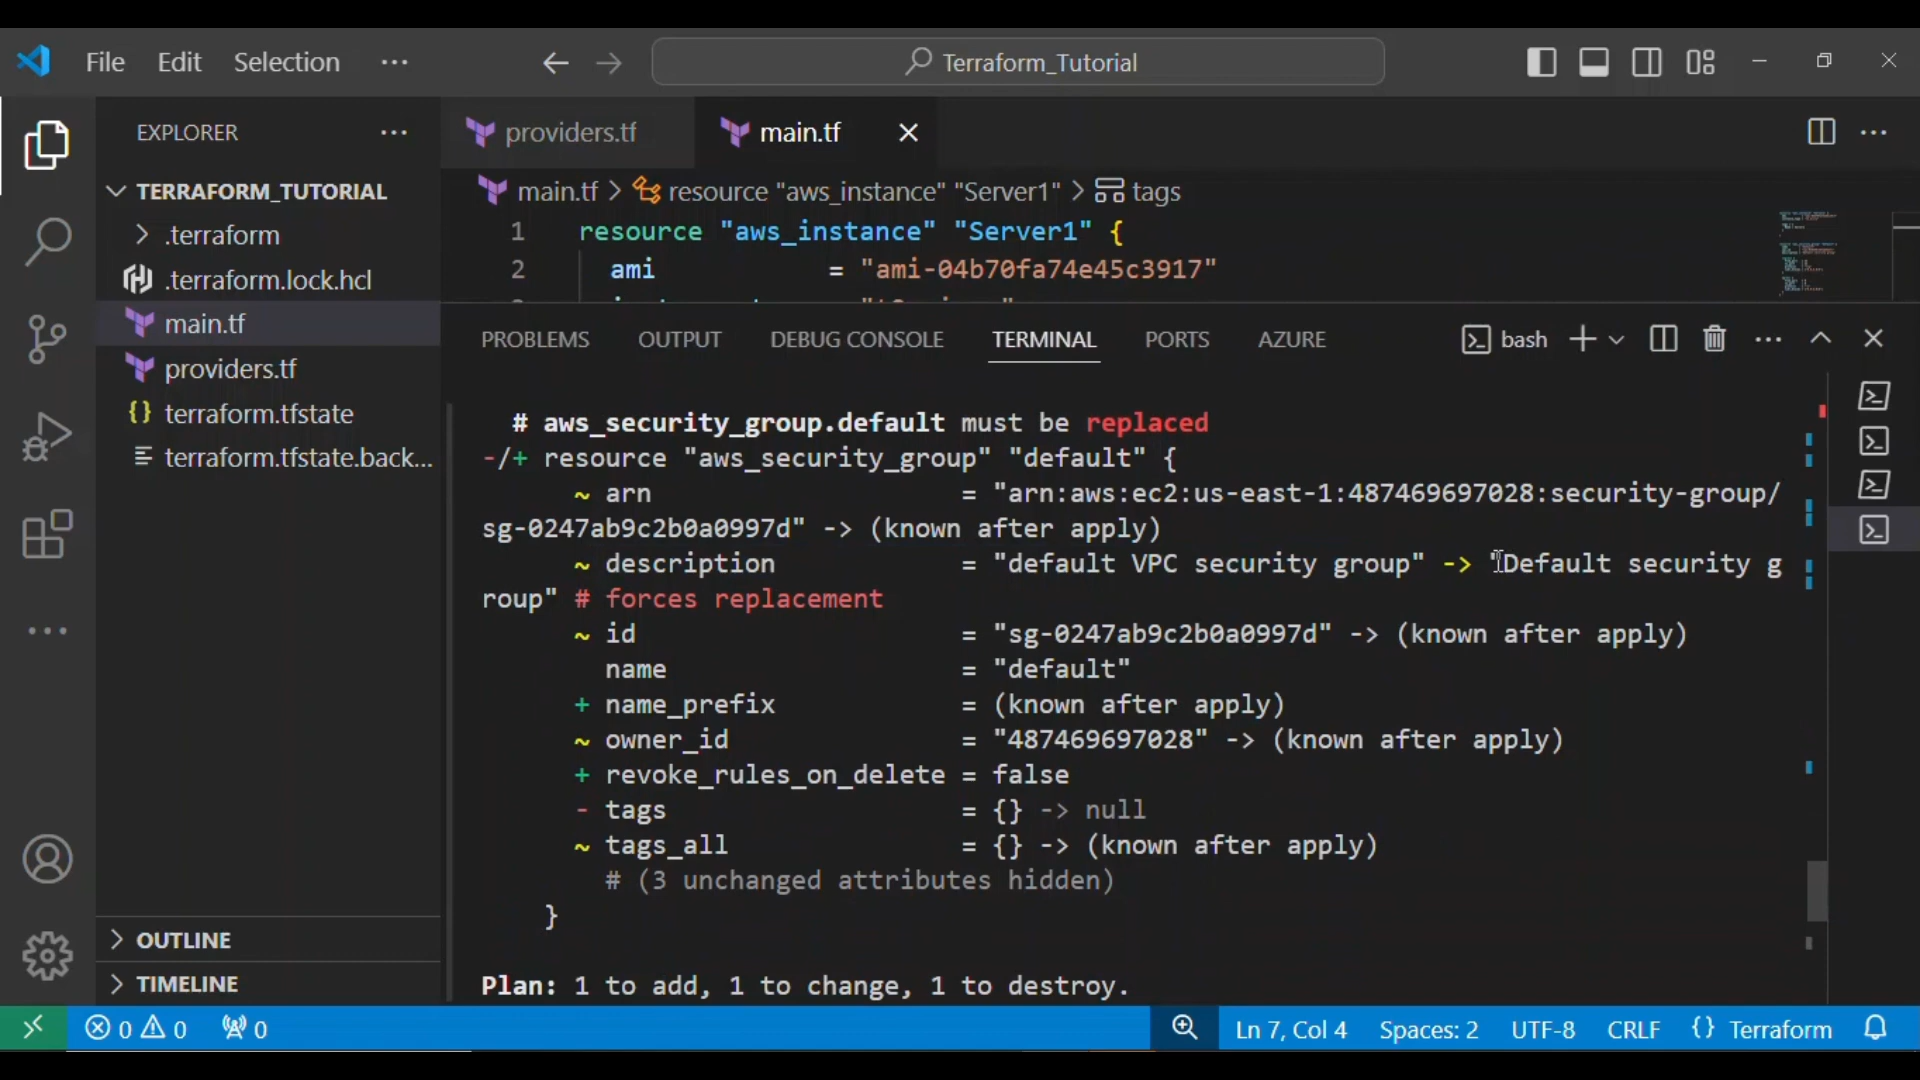 File Edit Selection ··· Terraform_Tutorial
EXPLORER ···
TERRAFORM_TUTORIAL
.terraform
.terraform.lock.hcl
main.tf
providers.tf
terraform.tfstate
terraform.tfstate.back...
OUTLINE
TIMELINE
providers.tf main.tf
main.tf > resource "aws_instance" "Server1" > tags
1 resource "aws_instance" "Server1" {
2 ami = "ami-04b70fa74e45c3917"
PROBLEMS OUTPUT DEBUG CONSOLE TERMINAL PORTS AZURE bash
# aws_security_group.default must be replaced
-/+ resource "aws_security_group" "default" {
~ arn = "arn:aws:ec2:us-east-1:487469697028:security-group/
sg-0247ab9c2b0a0997d" -> (known after apply)
~ description = "default VPC security group" -> "Default security g
roup" # forces replacement
~ id = "sg-0247ab9c2b0a0997d" -> (known after apply)
name = "default"
+ name_prefix = (known after apply)
~ owner_id = "487469697028" -> (known after apply)
+ revoke_rules_on_delete = false
- tags = {} -> null
~ tags_all = {} -> (known after apply)
# (3 unchanged attributes hidden)
}
Plan: 1 to add, 1 to change, 1 to destroy.
0 0 0 Ln 7, Col 4 Spaces: 2 UTF-8 CRLF {} Terraform